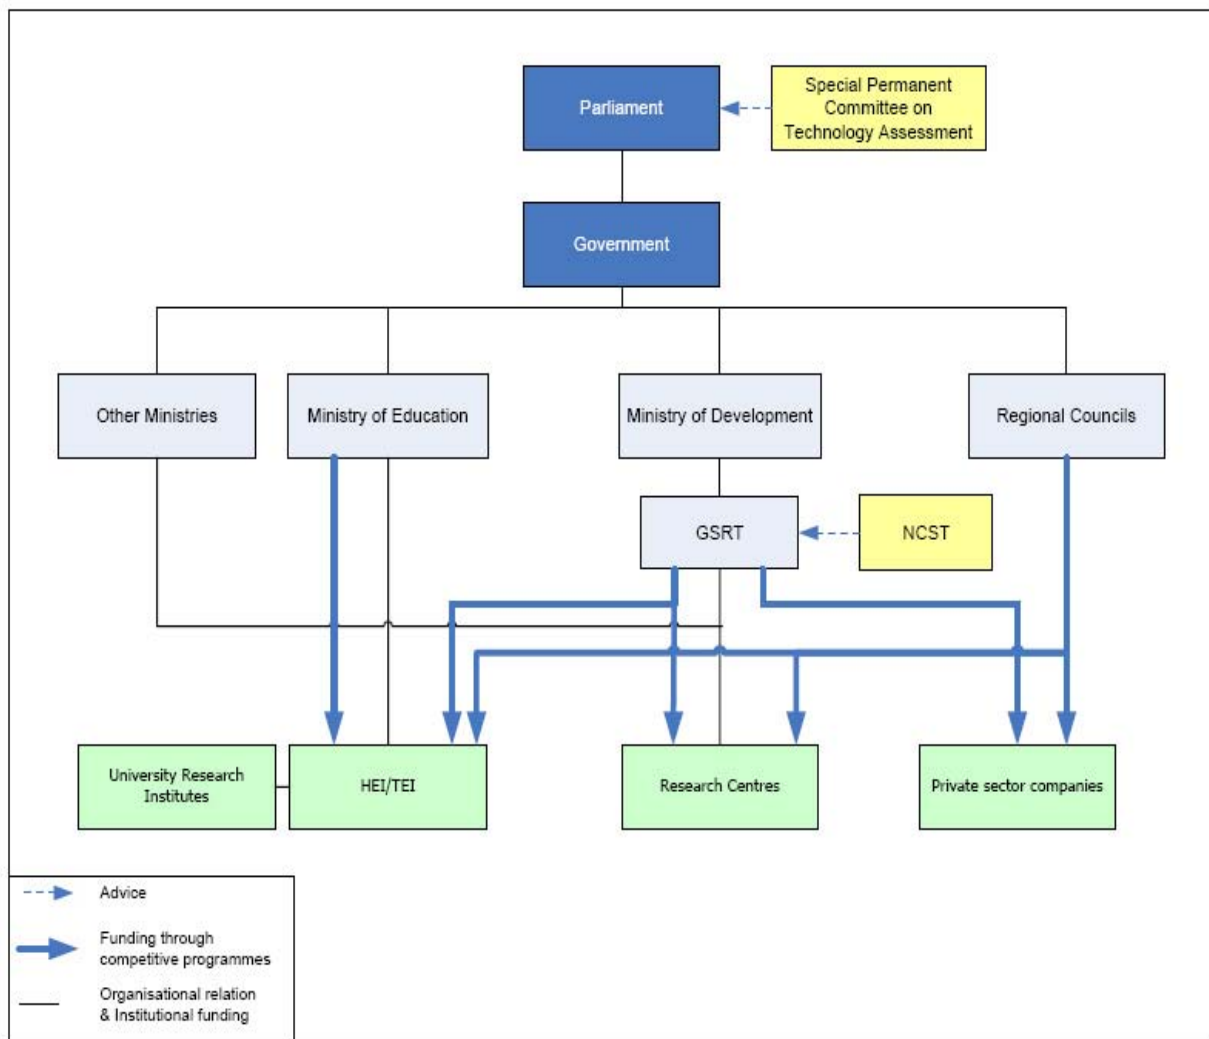 Parliament
Special Permanent
Committee on
Technology Assessment
Government
Other Ministries
Ministry of Education
Ministry of Development
Regional Councils
GSRT
NCST
University Research
Institutes
HEI/TEI
Research Centres
Private sector companies
Advice
Funding through
competitive programmes
Organisational relation
& Institutional funding